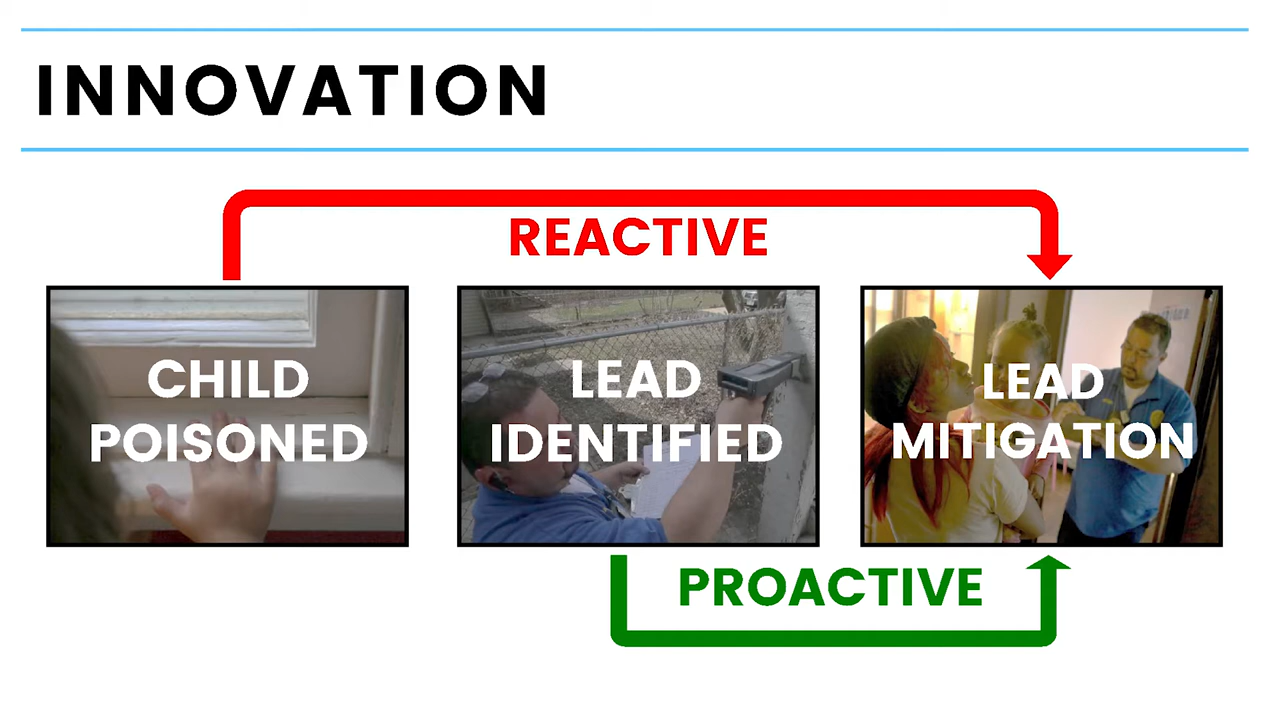 INNOVATION
REACTIVE
CHILD
POISONED
LEAD
IDENTIFIED
LEAD
MITIGATION
PROACTIVE